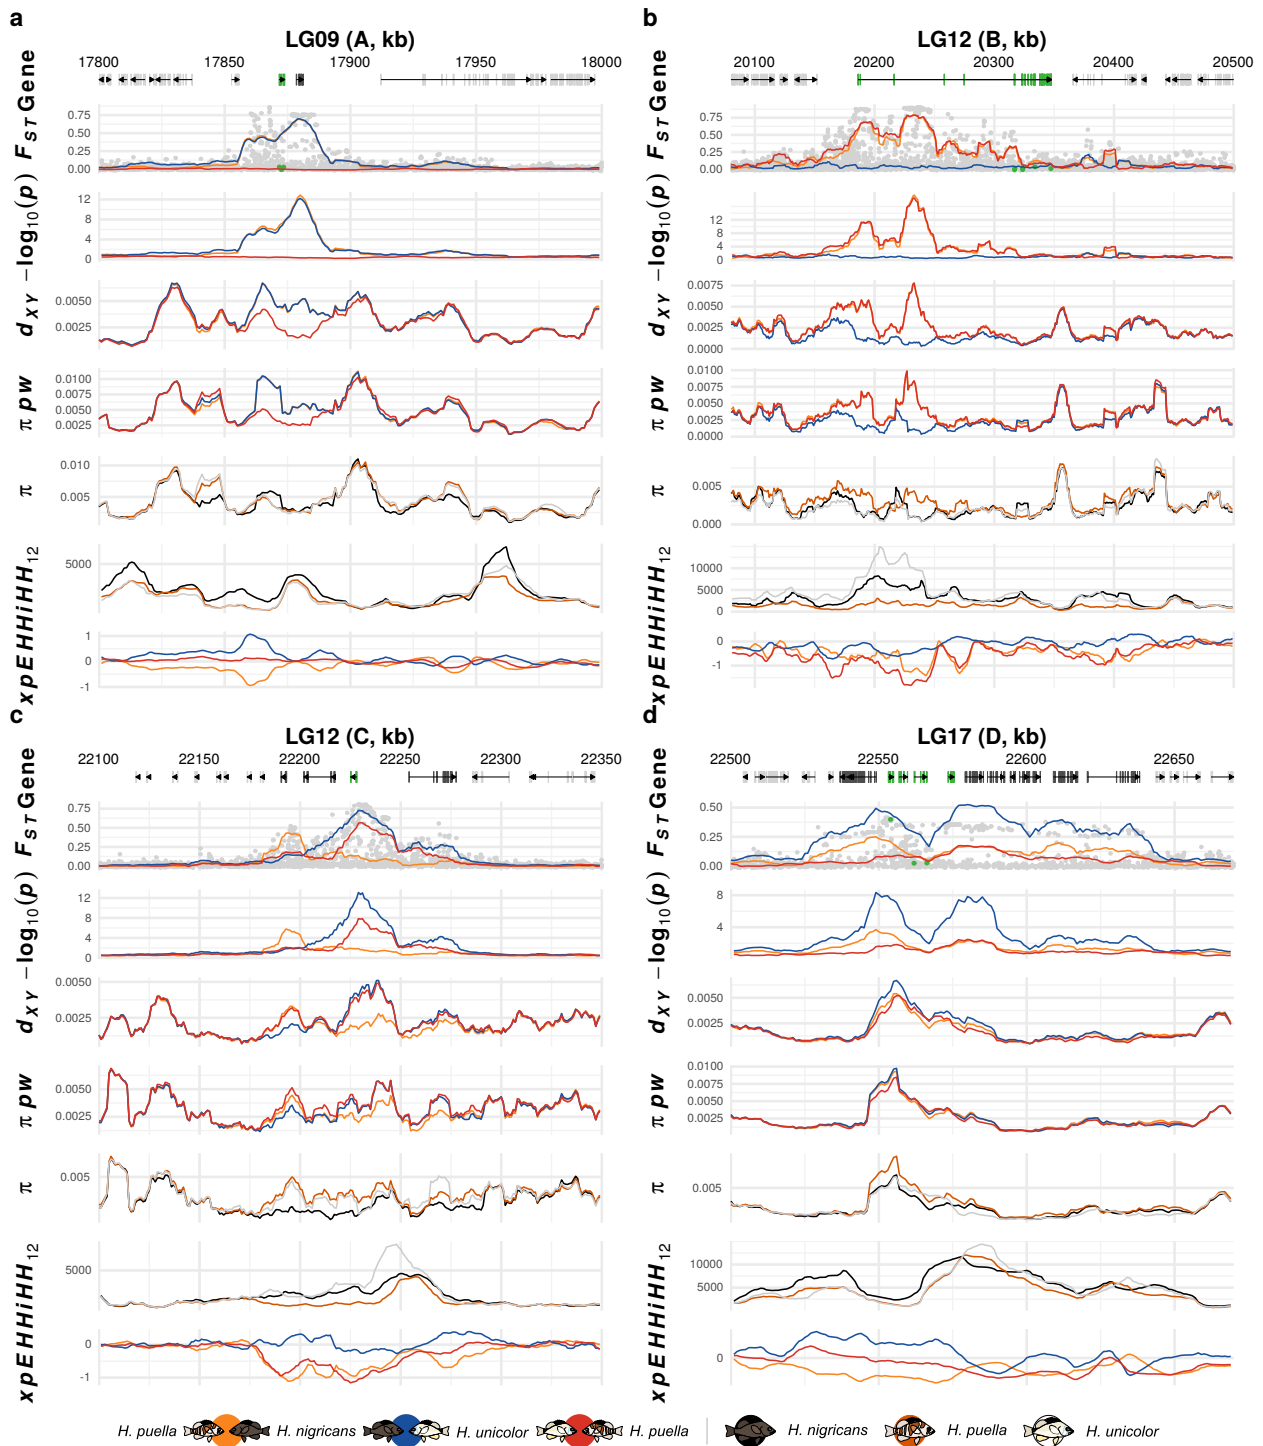 a
LG09 (A, kb)
17800 17850 17900 17950 18000
Gene
FST
0.75
0.50
0.25
0.00
−log10(p)
12
8
4
0
dXY
0.0050
0.0025
π pw
0.0100
0.0075
0.0050
0.0025
π
0.010
0.005
iHH12
5000
xpEHH
1
0
-1
b
LG12 (B, kb)
20100 20200 20300 20400 20500
Gene
FST
0.75
0.50
0.25
0.00
−log10(p)
12
8
4
0
dXY
0.0075
0.0050
0.0025
0.0000
π pw
0.0100
0.0075
0.0050
0.0025
0.0000
π
0.005
0.000
iHH12
10000
5000
0
xpEHH
0
-1
c
LG12 (C, kb)
22100 22150 22200 22250 22300 22350
Gene
FST
0.75
0.50
0.25
0.00
−log10(p)
12
8
4
0
dXY
0.0050
0.0025
π pw
0.0050
0.0025
π
0.005
iHH12
5000
xpEHH
0
-1
d
LG17 (D, kb)
22500 22550 22600 22650
Gene
FST
0.50
0.25
0.00
−log10(p)
8
4
dXY
0.0050
0.0025
π pw
0.0100
0.0075
0.0050
0.0025
π
0.005
iHH12
10000
5000
xpEHH
0
H. puella H. nigricans H. unicolor H. puella H. nigricans H. puella H. unicolor